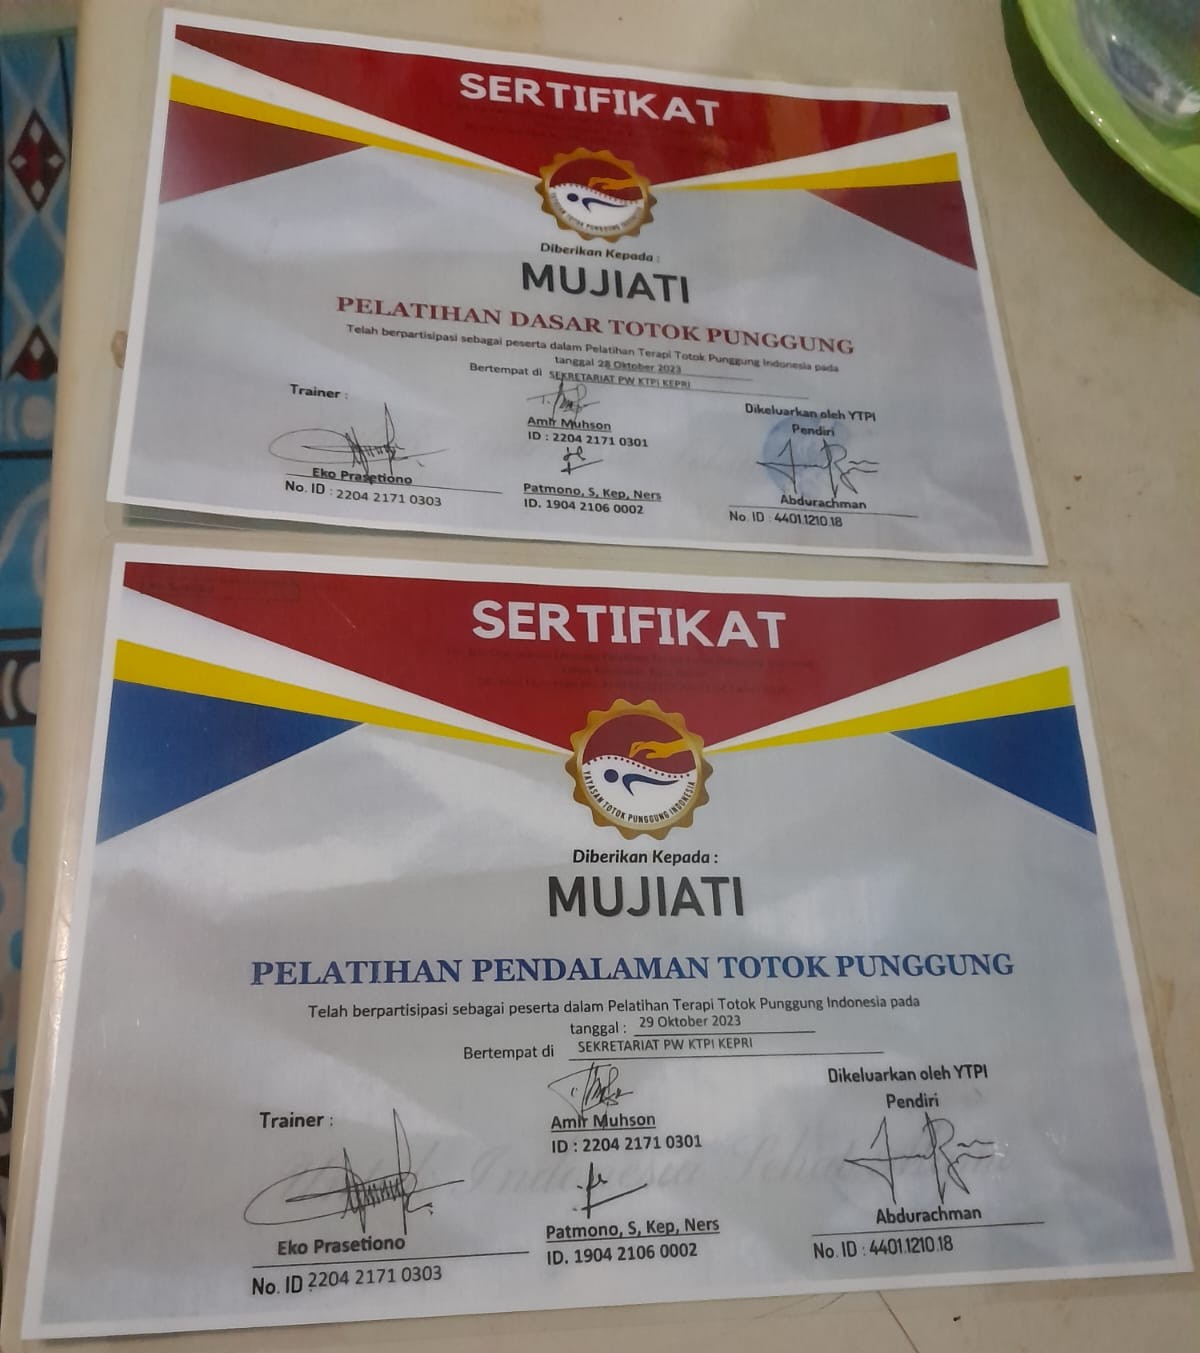 SERTIFIKAT
YAYASAN TOTOK PUNGGUNG INDONESIA
Diberikan Kepada :
MUJIATI
PELATIHAN DASAR TOTOK PUNGGUNG
Telah berpartisipasi sebagai peserta dalam Pelatihan Terapi Totok Punggung Indonesia pada
tanggal 28 Oktober 2023
Bertempat di SEKRETARIAT PW KTPI KEPRI
Trainer :
Eko Prasetiono
No. ID : 2204 2171 0303
Amir Muhson
ID : 2204 2171 0301
Patmono, S, Kep, Ners
ID. 1904 2106 0002
Dikeluarkan oleh YTPI
Pendiri
Abdurachman
No. ID : 4401.1210.18
SERTIFIKAT
YAYASAN TOTOK PUNGGUNG INDONESIA
Diberikan Kepada :
MUJIATI
PELATIHAN PENDALAMAN TOTOK PUNGGUNG
Telah berpartisipasi sebagai peserta dalam Pelatihan Terapi Totok Punggung Indonesia pada
tanggal : 29 Oktober 2023
Bertempat di SEKRETARIAT PW KTPI KEPRI
Trainer :
Eko Prasetiono
No. ID : 2204 2171 0303
Amir Muhson
ID : 2204 2171 0301
Patmono, S, Kep, Ners
ID. 1904 2106 0002
Dikeluarkan oleh YTPI
Pendiri
Abdurachman
No. ID : 4401.1210.18